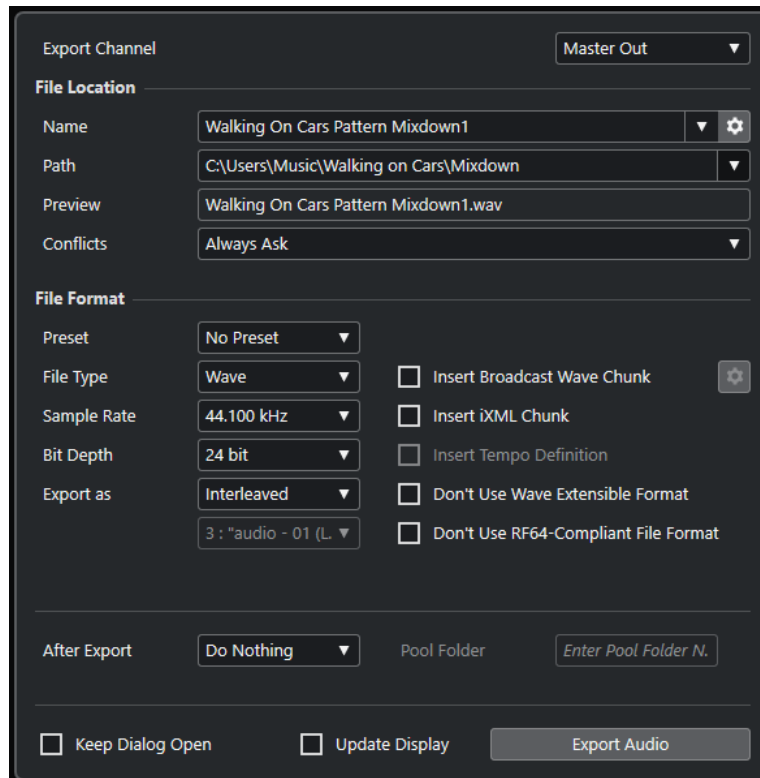 Export Channel Master Out
File Location
Name Walking On Cars Pattern Mixdown1
Path C:\Users\Music\Walking on Cars\Mixdown
Preview Walking On Cars Pattern Mixdown1.wav
Conflicts Always Ask
File Format
Preset No Preset
File Type Wave Insert Broadcast Wave Chunk
Sample Rate 44.100 kHz Insert iXML Chunk
Bit Depth 24 bit Insert Tempo Definition
Export as Interleaved Don't Use Wave Extensible Format
3 : "audio - 01 (L. Don't Use RF64-Compliant File Format
After Export Do Nothing Pool Folder Enter Pool Folder N.
Keep Dialog Open Update Display Export Audio